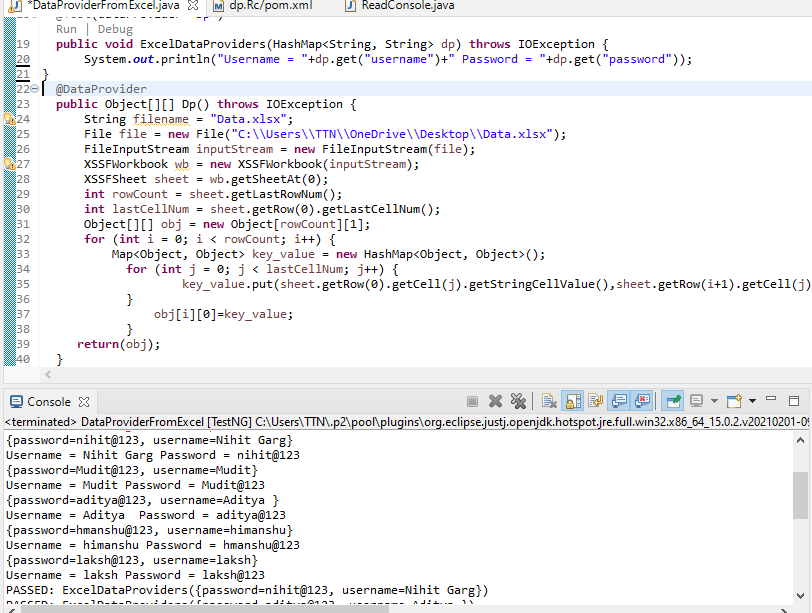 *DataProviderFromExcel.java dp.Rc/pom.xml ReadConsole.java
Run | Debug
19 public void ExcelDataProviders(HashMap<String, String> dp) throws IOException {
20 System.out.println("Username = "+dp.get("username")+" Password = "+dp.get("password"));
21 }
22 @DataProvider
23 public Object[][] Dp() throws IOException {
24 String filename = "Data.xlsx";
25 File file = new File("C:\\Users\\TTN\\OneDrive\\Desktop\\Data.xlsx");
26 FileInputStream inputStream = new FileInputStream(file);
27 XSSFWorkbook wb = new XSSFWorkbook(inputStream);
28 XSSFSheet sheet = wb.getSheetAt(0);
29 int rowCount = sheet.getLastRowNum();
30 int lastCellNum = sheet.getRow(0).getLastCellNum();
31 Object[][] obj = new Object[rowCount][1];
32 for (int i = 0; i < rowCount; i++) {
33 Map<Object, Object> key_value = new HashMap<Object, Object>();
34 for (int j = 0; j < lastCellNum; j++) {
35 key_value.put(sheet.getRow(0).getCell(j).getStringCellValue(),sheet.getRow(i+1).getCell(j)
36 }
37 obj[i][0]=key_value;
38 }
39 return(obj);
40 }
Console
<terminated> DataProviderFromExcel [TestNG] C:\Users\TTN\.p2\pool\plugins\org.eclipse.justj.openjdk.hotspot.jre.full.win32.x86_64_15.0.2.v20210201-09
{password=nihit@123, username=Nihit Garg}
Username = Nihit Garg Password = nihit@123
{password=Mudit@123, username=Mudit}
Username = Mudit Password = Mudit@123
{password=aditya@123, username=Aditya }
Username = Aditya  Password = aditya@123
{password=hmanshu@123, username=himanshu}
Username = himanshu Password = hmanshu@123
{password=laksh@123, username=laksh}
Username = laksh Password = laksh@123
PASSED: ExcelDataProviders({password=nihit@123, username=Nihit Garg})